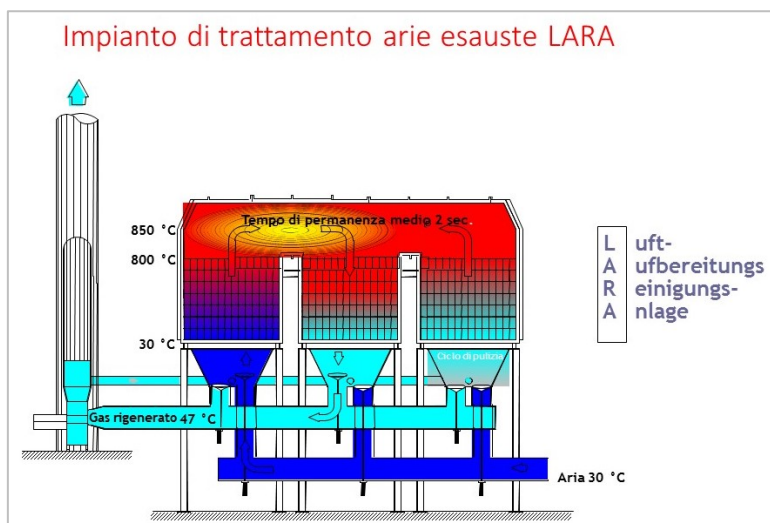 Impianto di trattamento arie esauste LARA
Tempo di permanenza medio 2 sec.
850 °C
800 °C
30 °C
Ciclo di pulizia
Gas rigenerato 47 °C
Aria 30 °C
L uft-
A ufbereitungs
R einigungs-
A nlage